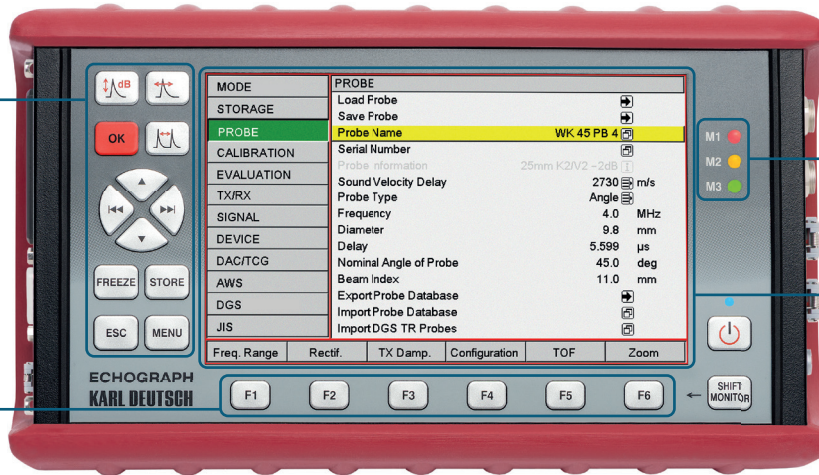 dB
OK
FREEZE
STORE
ESC
MENU
MODE
STORAGE
PROBE
CALIBRATION
EVALUATION
TX/RX
SIGNAL
DEVICE
DAC/TCG
AWS
DGS
JIS
PROBE
Load Probe
Save Probe
Probe Name WK 45 PB 4
Serial Number
Probe nformation 25mm K2/V2 -2dB
Sound Velocity Delay 2730 m/s
Probe Type Angle
Frequency 4.0 MHz
Diameter 9.8 mm
Delay 5.599 µs
Nominal Angle of Probe 45.0 deg
Beam Index 11.0 mm
Export Probe Database
Import Probe Database
Import DGS TR Probes
Freq. Range Rectif. TX Damp. Configuration TOF Zoom
M1
M2
M3
ECHOGRAPH
KARL DEUTSCH
F1 F2 F3 F4 F5 F6
← SHIFT
MONITOR